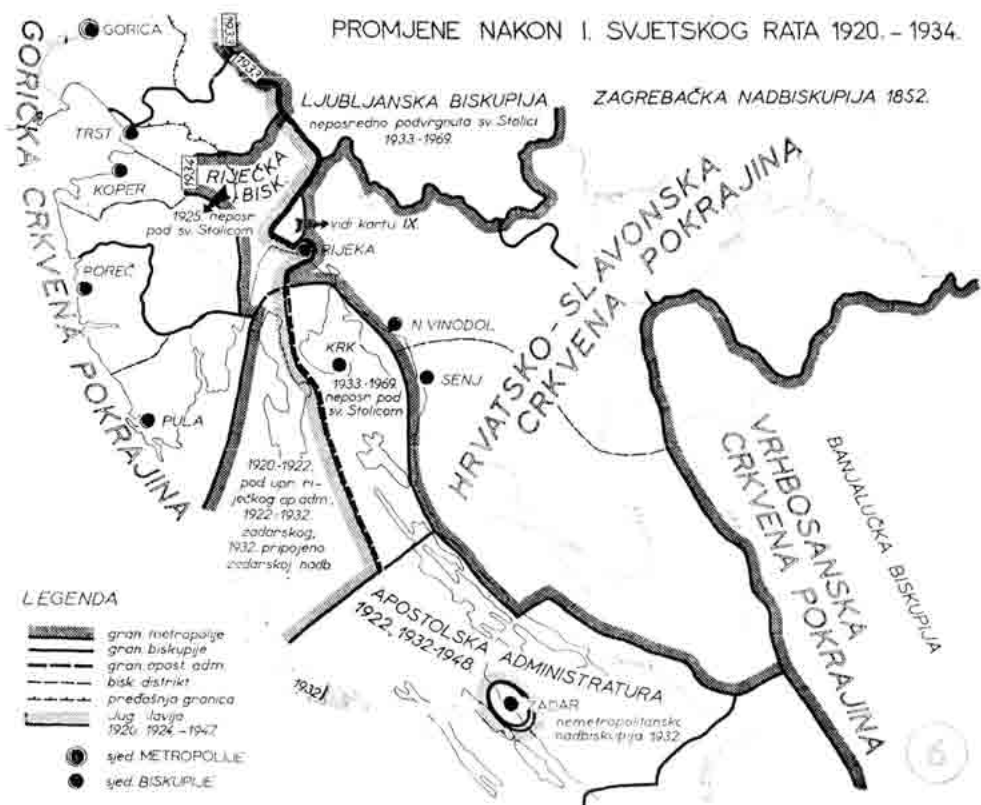 PROMJENE NAKON I. SVJETSKOG RATA 1920. – 1934.
GORIČKA CRKVENA POKRAJINA
GORICA
1933
1933
LJUBLJANSKA BISKUPIJA
neposredno podvrgnuta sv. Stolici
1933-1969.
ZAGREBAČKA NADBISKUPIJA 1852.
TRST
KOPER
1934
RIJEČKA
BISK.
1925. neposr
pod sv. Stolicom
vidi kartu IX.
RIJEKA
POREČ
PULA
N VINODOL
KRK
1933-1969.
neposr pod
sv. Stolicom
SENJ
HRVATSKO-SLAVONSKA
CRKVENA POKRAJINA
VRHBOSANSKA
CRKVENA POKRAJINA
BANJALUČKA BISKUPIJA
1920.-1922.
pod upr. ri-
ječkog ap adm.,
1922-1932.
zadarskog,
1932. pripojeno
zadarskoj nadb.
APOSTOLSKA ADMINISTRATURA
1922. 1932-1948.
1932
ZADAR
nemetropolitansko
nadbiskupija 1932.
LEGENDA
gran. metropolije
gran. biskupije
gran. apost. adm.
bisk. distrikt
pređašnja granica
1920. 1924.-1947.
sjed. METROPOLIJE
sjed. BISKUPIJE
6